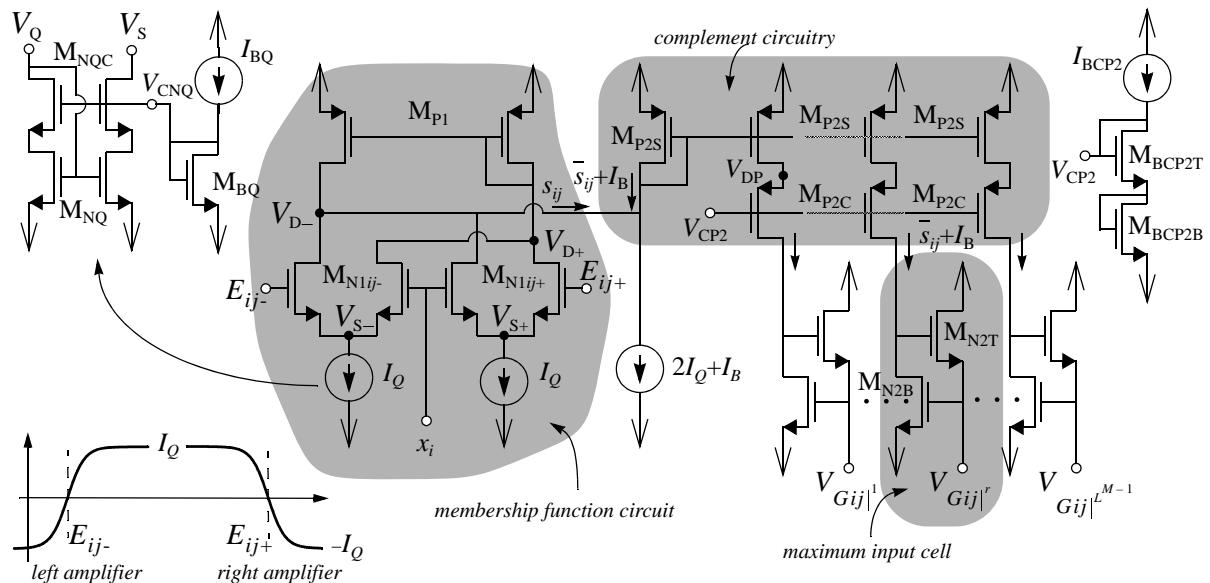 V_Q
V_S
M_NQC
I_BQ
V_CNQ
M_BQ
M_NQ
complement circuitry
I_BCP2
M_P1
M_P2S
M_P2S
M_P2S
M_P2S
V_CP2
M_BCP2T
M_BCP2B
s_ij
s̄_ij+I_B
V_DP
M_P2C
M_P2C
V_CP2
s̄_ij+I_B
V_D−
V_D+
E_ij-
M_N1ij-
M_N1ij+
E_ij+
V_S−
V_S+
I_Q
I_Q
2I_Q+I_B
M_N2T
M_N2B
x_i
V_Gij|^1
V_Gij|^r
V_Gij|^L^M−1
I_Q
membership function circuit
E_ij-
E_ij+
−I_Q
left amplifier
right amplifier
maximum input cell